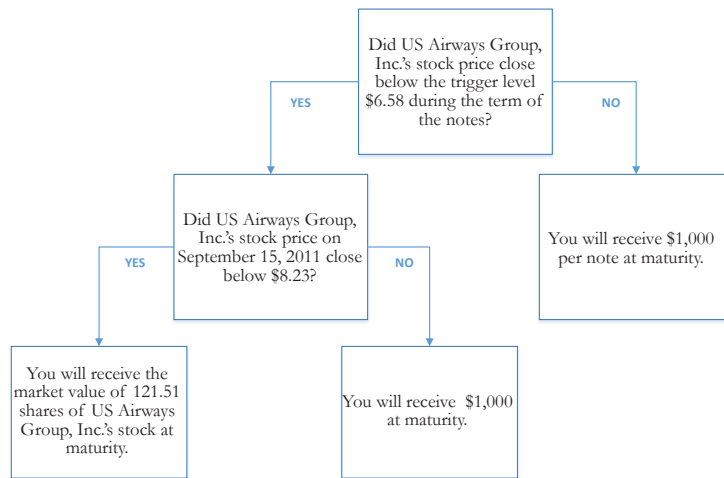 Did US Airways Group,
Inc.'s stock price close
below the trigger level
$6.58 during the term of
the notes?
YES
NO
Did US Airways Group,
Inc.'s stock price on
September 15, 2011 close
below $8.23?
You will receive $1,000
per note at maturity.
YES
NO
You will receive the
market value of 121.51
shares of US Airways
Group, Inc.'s stock at
maturity.
You will receive $1,000
at maturity.